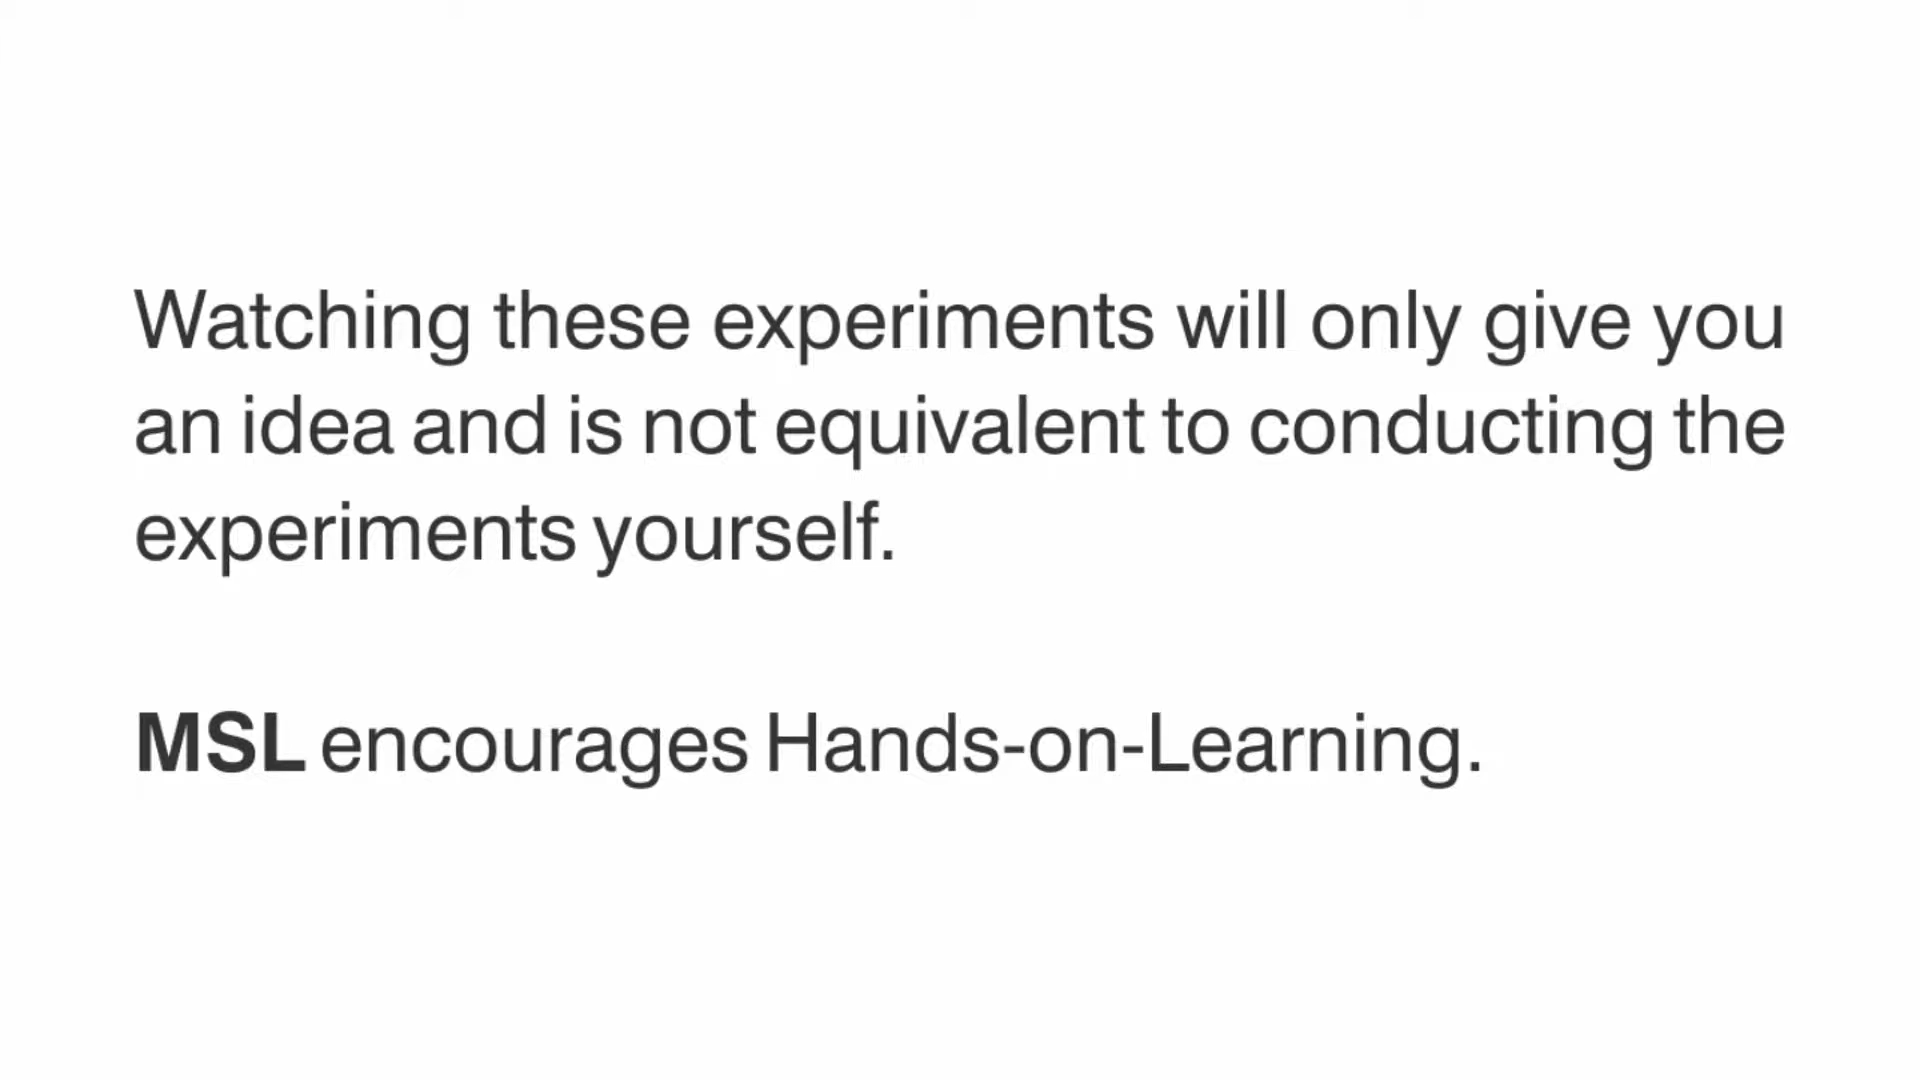 Watching these experiments will only give you
an idea and is not equivalent to conducting the
experiments yourself.
MSL encourages Hands-on-Learning.